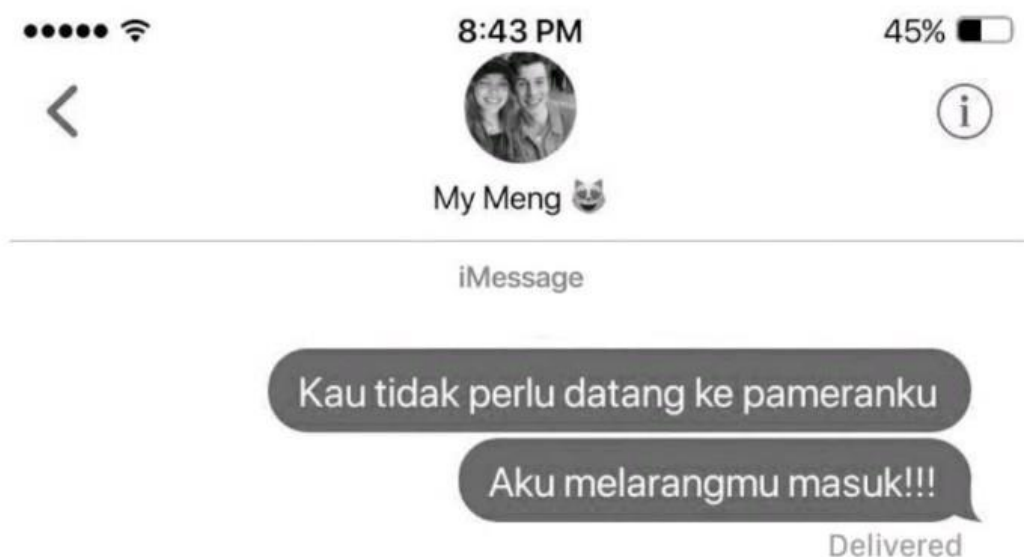 8:43 PM
45%
My Meng 😻
iMessage
Kau tidak perlu datang ke pameranku
Aku melarangmu masuk!!!
Delivered